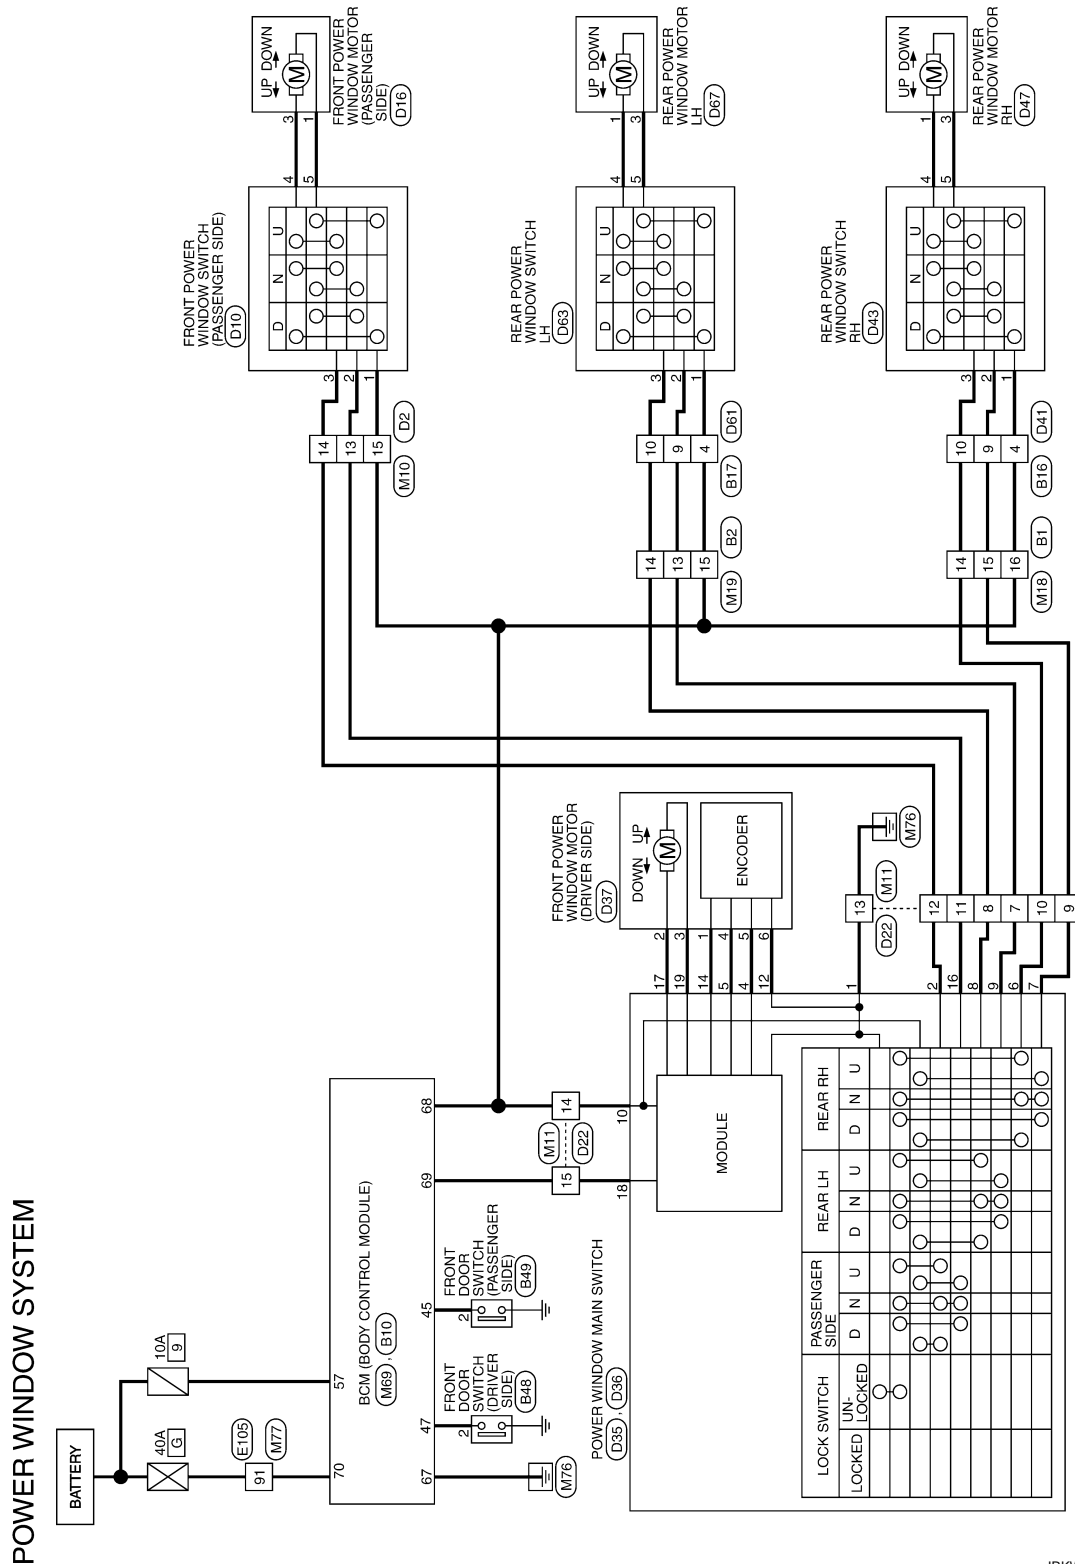 POWER WINDOW SYSTEM
BATTERY
40A
G
10A
9
91
E105
M77
70
57
BCM (BODY CONTROL MODULE)
M69 , B10
67
47
45
69
68
M76
2
FRONT
DOOR
SWITCH
(DRIVER
SIDE)
B48
2
FRONT
DOOR
SWITCH
(PASSENGER
SIDE)
B49
15
M11
D22
14
18
10
POWER WINDOW MAIN SWITCH
D35 , D36
MODULE
LOCK SWITCH
LOCKED
UN-
LOCKED
PASSENGER
SIDE
D
N
U
REAR LH
D
N
U
REAR RH
D
N
U
17
19
14
5
4
12
1
2
16
8
9
6
7
2
3
1
4
5
6
FRONT POWER
WINDOW MOTOR
(DRIVER SIDE)
D37
DOWN UP
M
ENCODER
13
D22
M11
M76
12
11
8
7
10
9
14
13
15
M10
D2
3
2
1
FRONT POWER
WINDOW SWITCH
(PASSENGER SIDE)
D10
D
N
U
4
5
3
1
UP DOWN
M
FRONT POWER
WINDOW MOTOR
(PASSENGER
SIDE)
D16
14
13
15
M19
B2
10
9
4
B17
D61
3
2
1
REAR POWER
WINDOW SWITCH
LH
D63
D
N
U
4
5
1
3
UP DOWN
M
REAR POWER
WINDOW MOTOR
LH
D67
14
15
16
M18
B1
10
9
4
B16
D41
3
2
1
REAR POWER
WINDOW SWITCH
RH
D43
D
N
U
4
5
1
3
UP DOWN
M
REAR POWER
WINDOW MOTOR
RH
D47